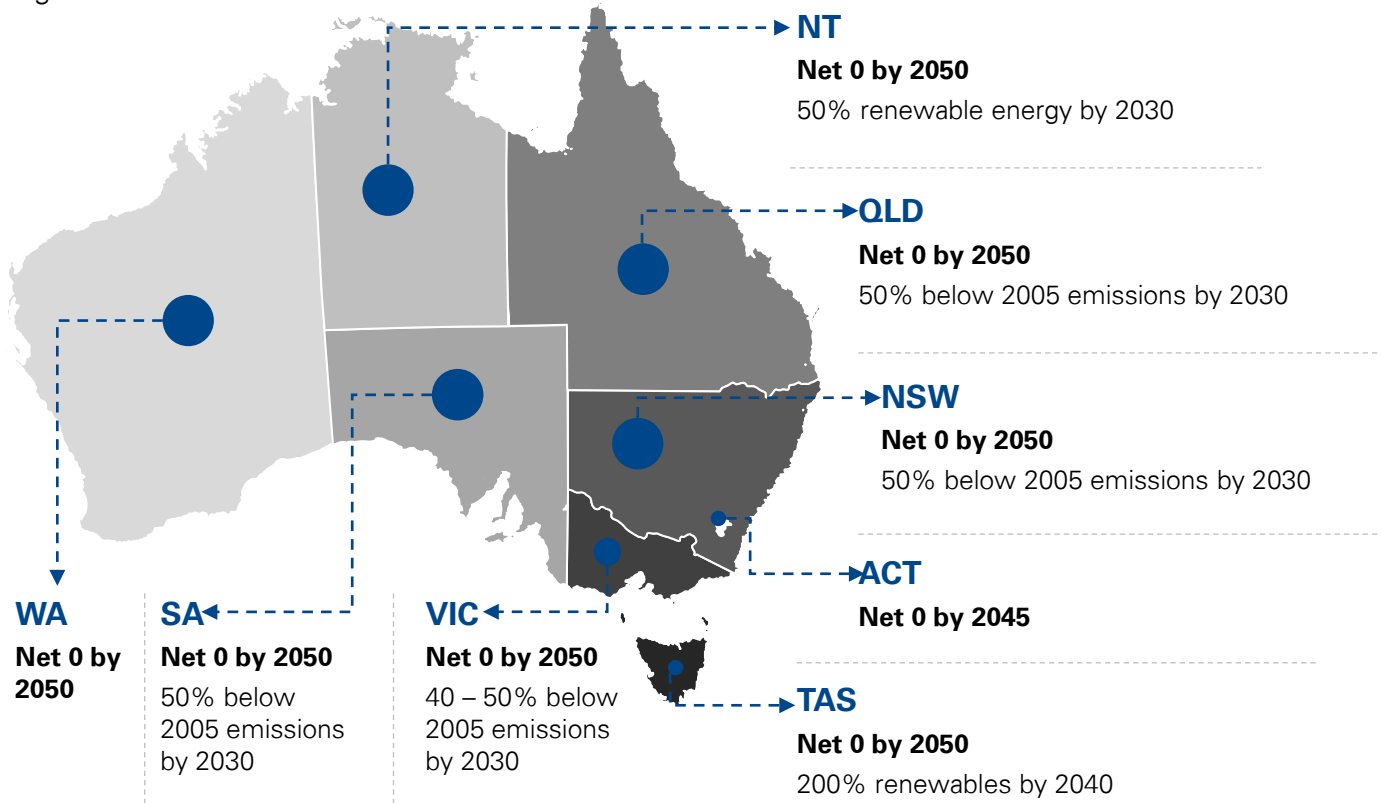 NT
Net 0 by 2050
50% renewable energy by 2030
QLD
Net 0 by 2050
50% below 2005 emissions by 2030
NSW
Net 0 by 2050
50% below 2005 emissions by 2030
ACT
Net 0 by 2045
TAS
Net 0 by 2050
200% renewables by 2040
WA
Net 0 by
2050
SA
Net 0 by 2050
50% below
2005 emissions
by 2030
VIC
Net 0 by 2050
40 – 50% below
2005 emissions
by 2030